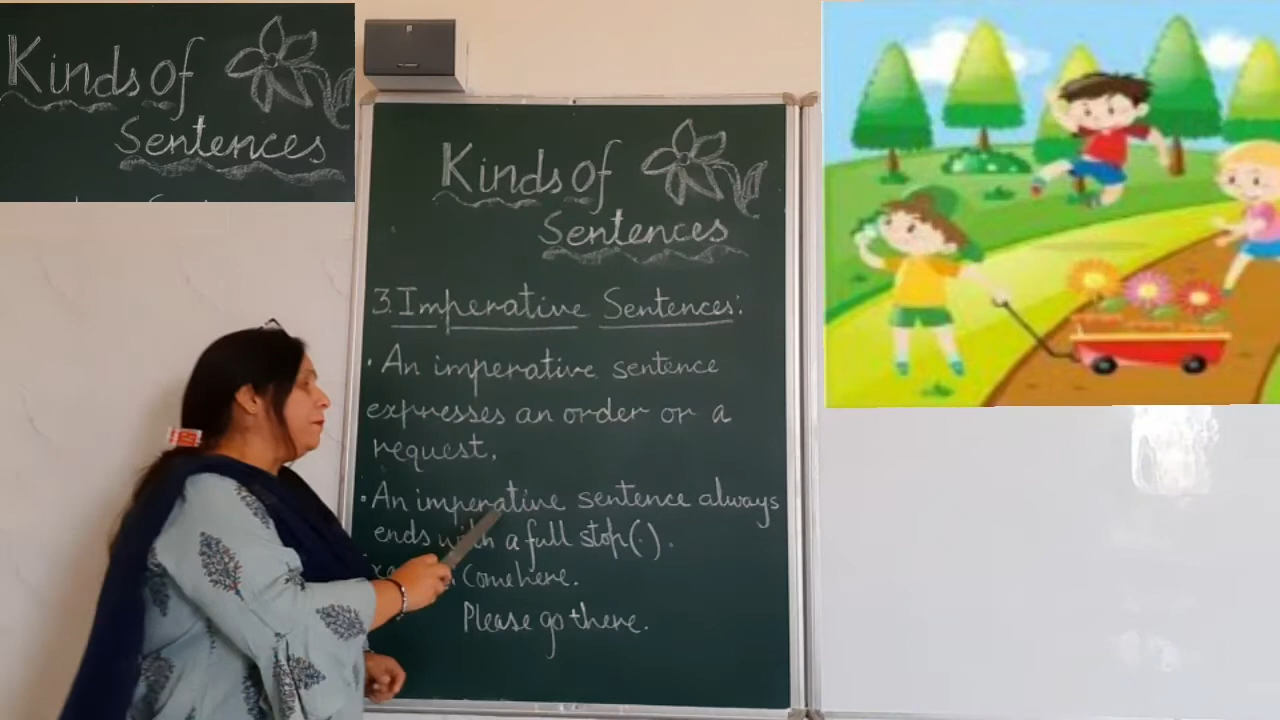 Kinds of
Sentences
Kinds of
Sentences
3. Imperative Sentences:
· An imperative sentence
expresses an order or a
request.
· An imperative sentence always
ends with a full stop(.).
Come here.
Please go there.